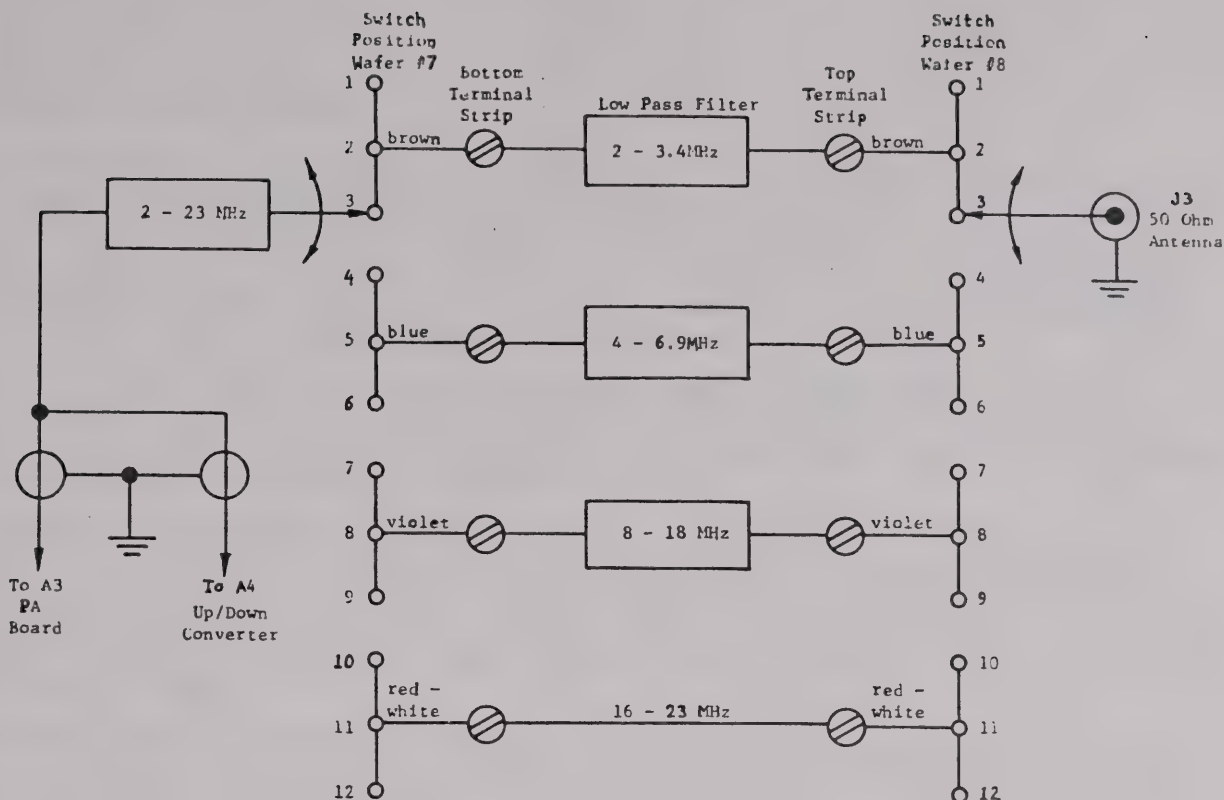 Switch
Position
Wafer #7
Switch
Position
Wafer #8
Bottom
Terminal
Strip
Top
Terminal
Strip
Low Pass Filter
1
2
3
brown
2 - 3.4MHz
brown
1
2
3
2 - 23 MHz
J3
50 Ohm
Antenna
4
5
6
blue
4 - 6.9MHz
blue
4
5
6
7
8
9
violet
8 - 18 MHz
violet
7
8
9
To A3
PA
Board
To A4
Up/Down
Converter
10
11
12
red -
white
16 - 23 MHz
red -
white
10
11
12